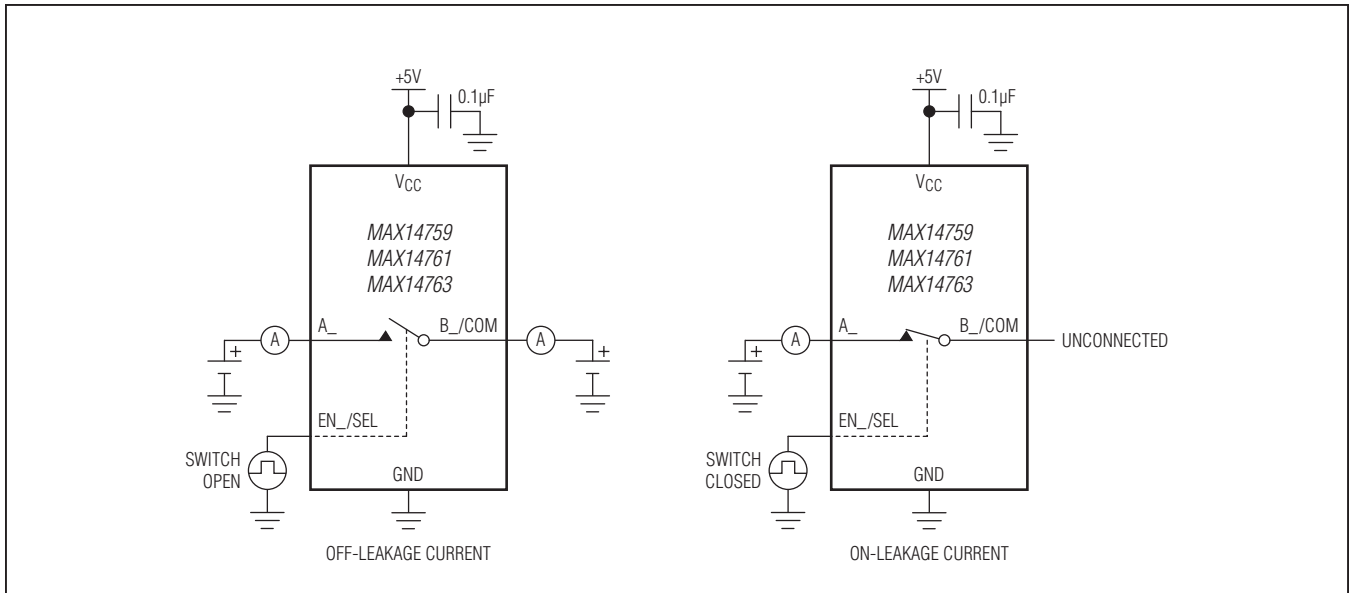 +5V
0.1µF
VCC
MAX14759
MAX14761
MAX14763
A_
B_/COM
A
A
+
+
EN_/SEL
SWITCH
OPEN
GND
OFF-LEAKAGE CURRENT
+5V
0.1µF
VCC
MAX14759
MAX14761
MAX14763
A_
B_/COM
A
UNCONNECTED
+
EN_/SEL
SWITCH
CLOSED
GND
ON-LEAKAGE CURRENT